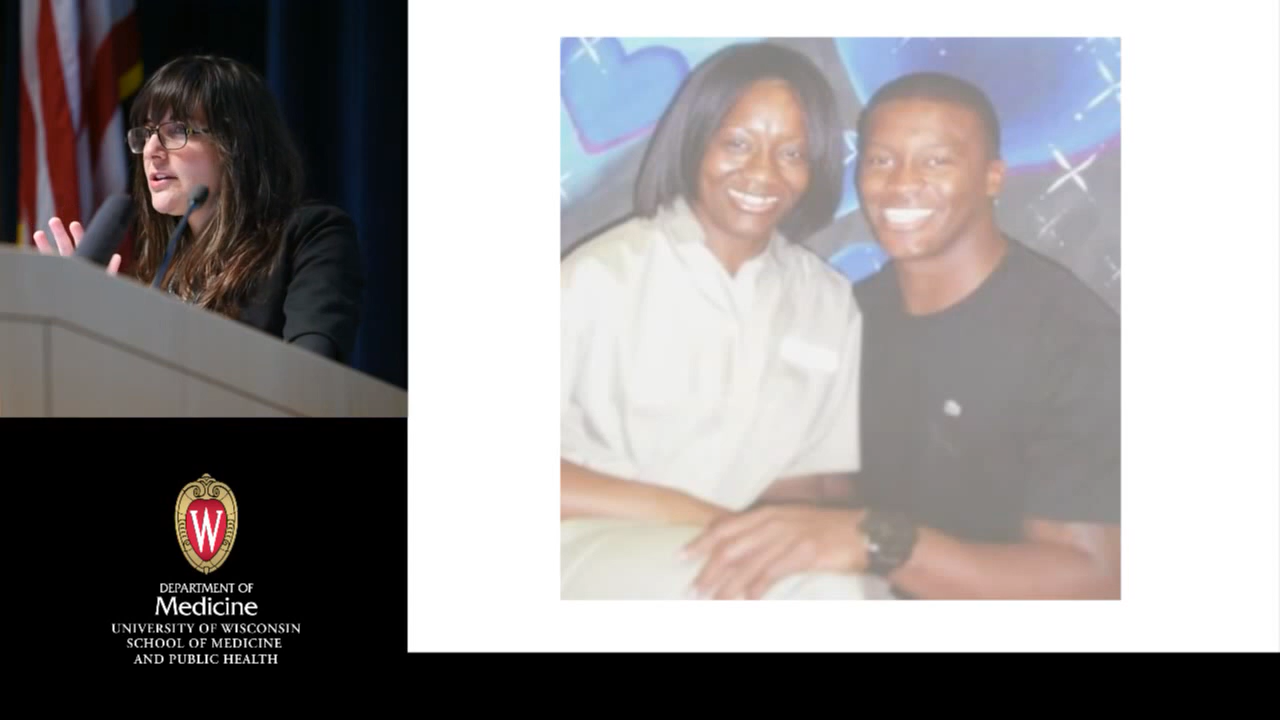 W
DEPARTMENT OF
Medicine
UNIVERSITY OF WISCONSIN
SCHOOL OF MEDICINE
AND PUBLIC HEALTH